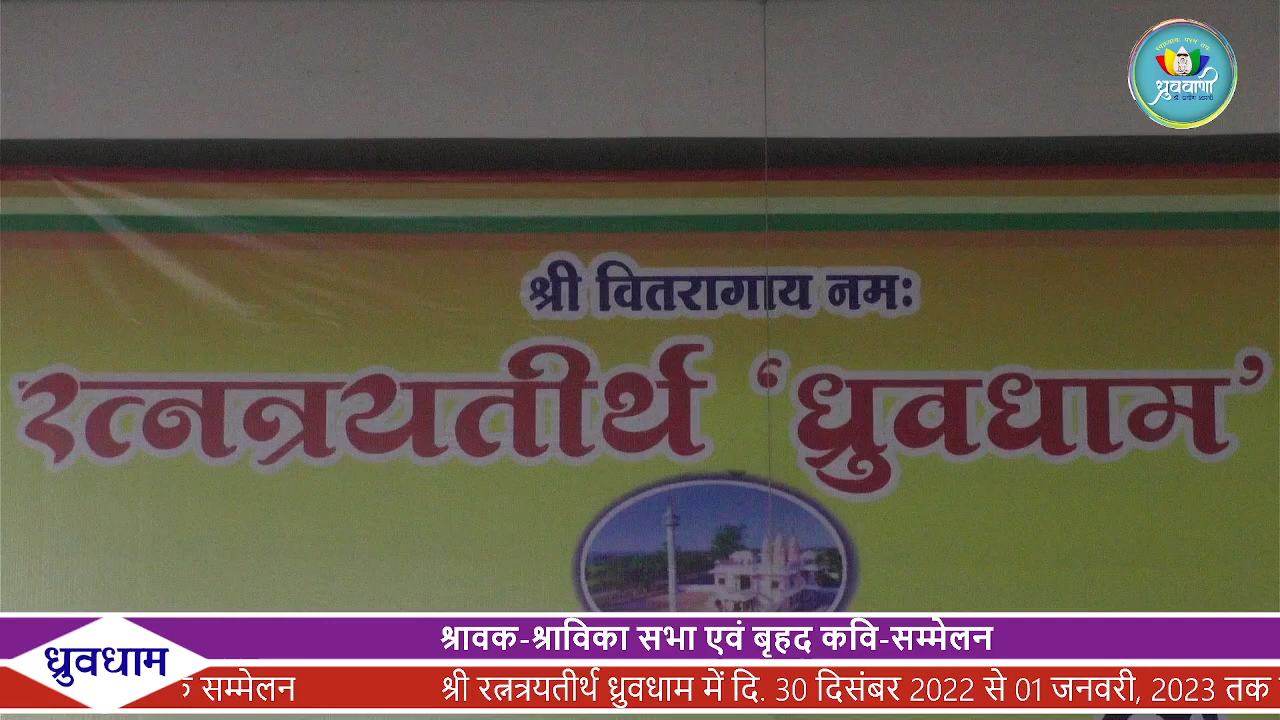 ध्रुववाणी
श्री वितरागाय नमः
रत्नत्रयतीर्थ ‘ध्रुवधाम’
श्रावक-श्राविका सभा एवं बृहद कवि-सम्मेलन
ध्रुवधाम
सम्मेलन श्री रत्नत्रयतीर्थ ध्रुवधाम में दि. 30 दिसंबर 2022 से 01 जनवरी, 2023 तक